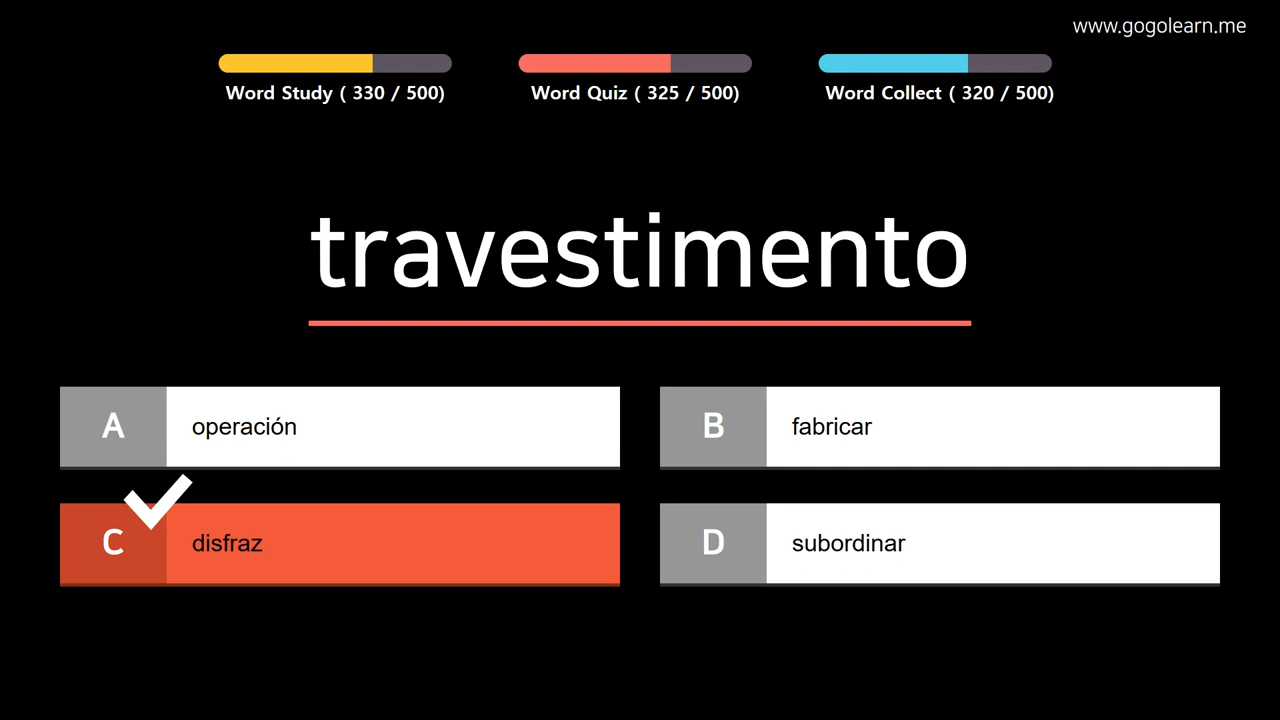 www.gogolearn.me
Word Study ( 330 / 500)
Word Quiz ( 325 / 500)
Word Collect ( 320 / 500)
travestimento
A operación
B fabricar
C disfraz
D subordinar